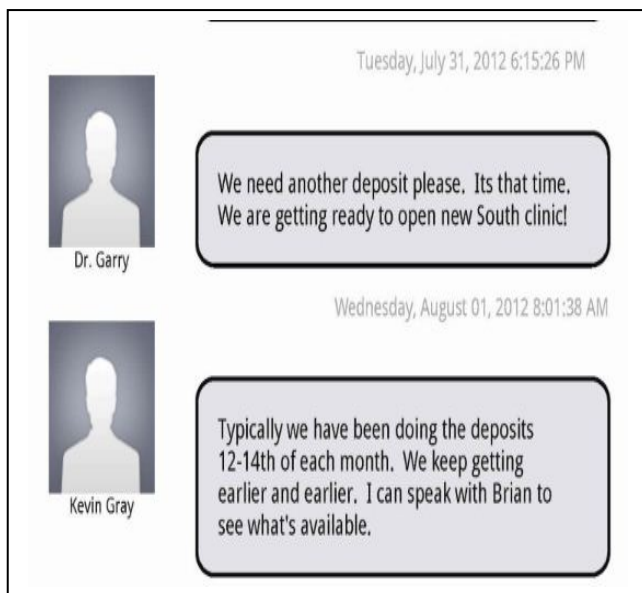 Tuesday, July 31, 2012 6:15:26 PM
We need another deposit please. Its that time.
We are getting ready to open new South clinic!
Dr. Garry
Wednesday, August 01, 2012 8:01:38 AM
Typically we have been doing the deposits
12-14th of each month. We keep getting
earlier and earlier. I can speak with Brian to
see what's available.
Kevin Gray